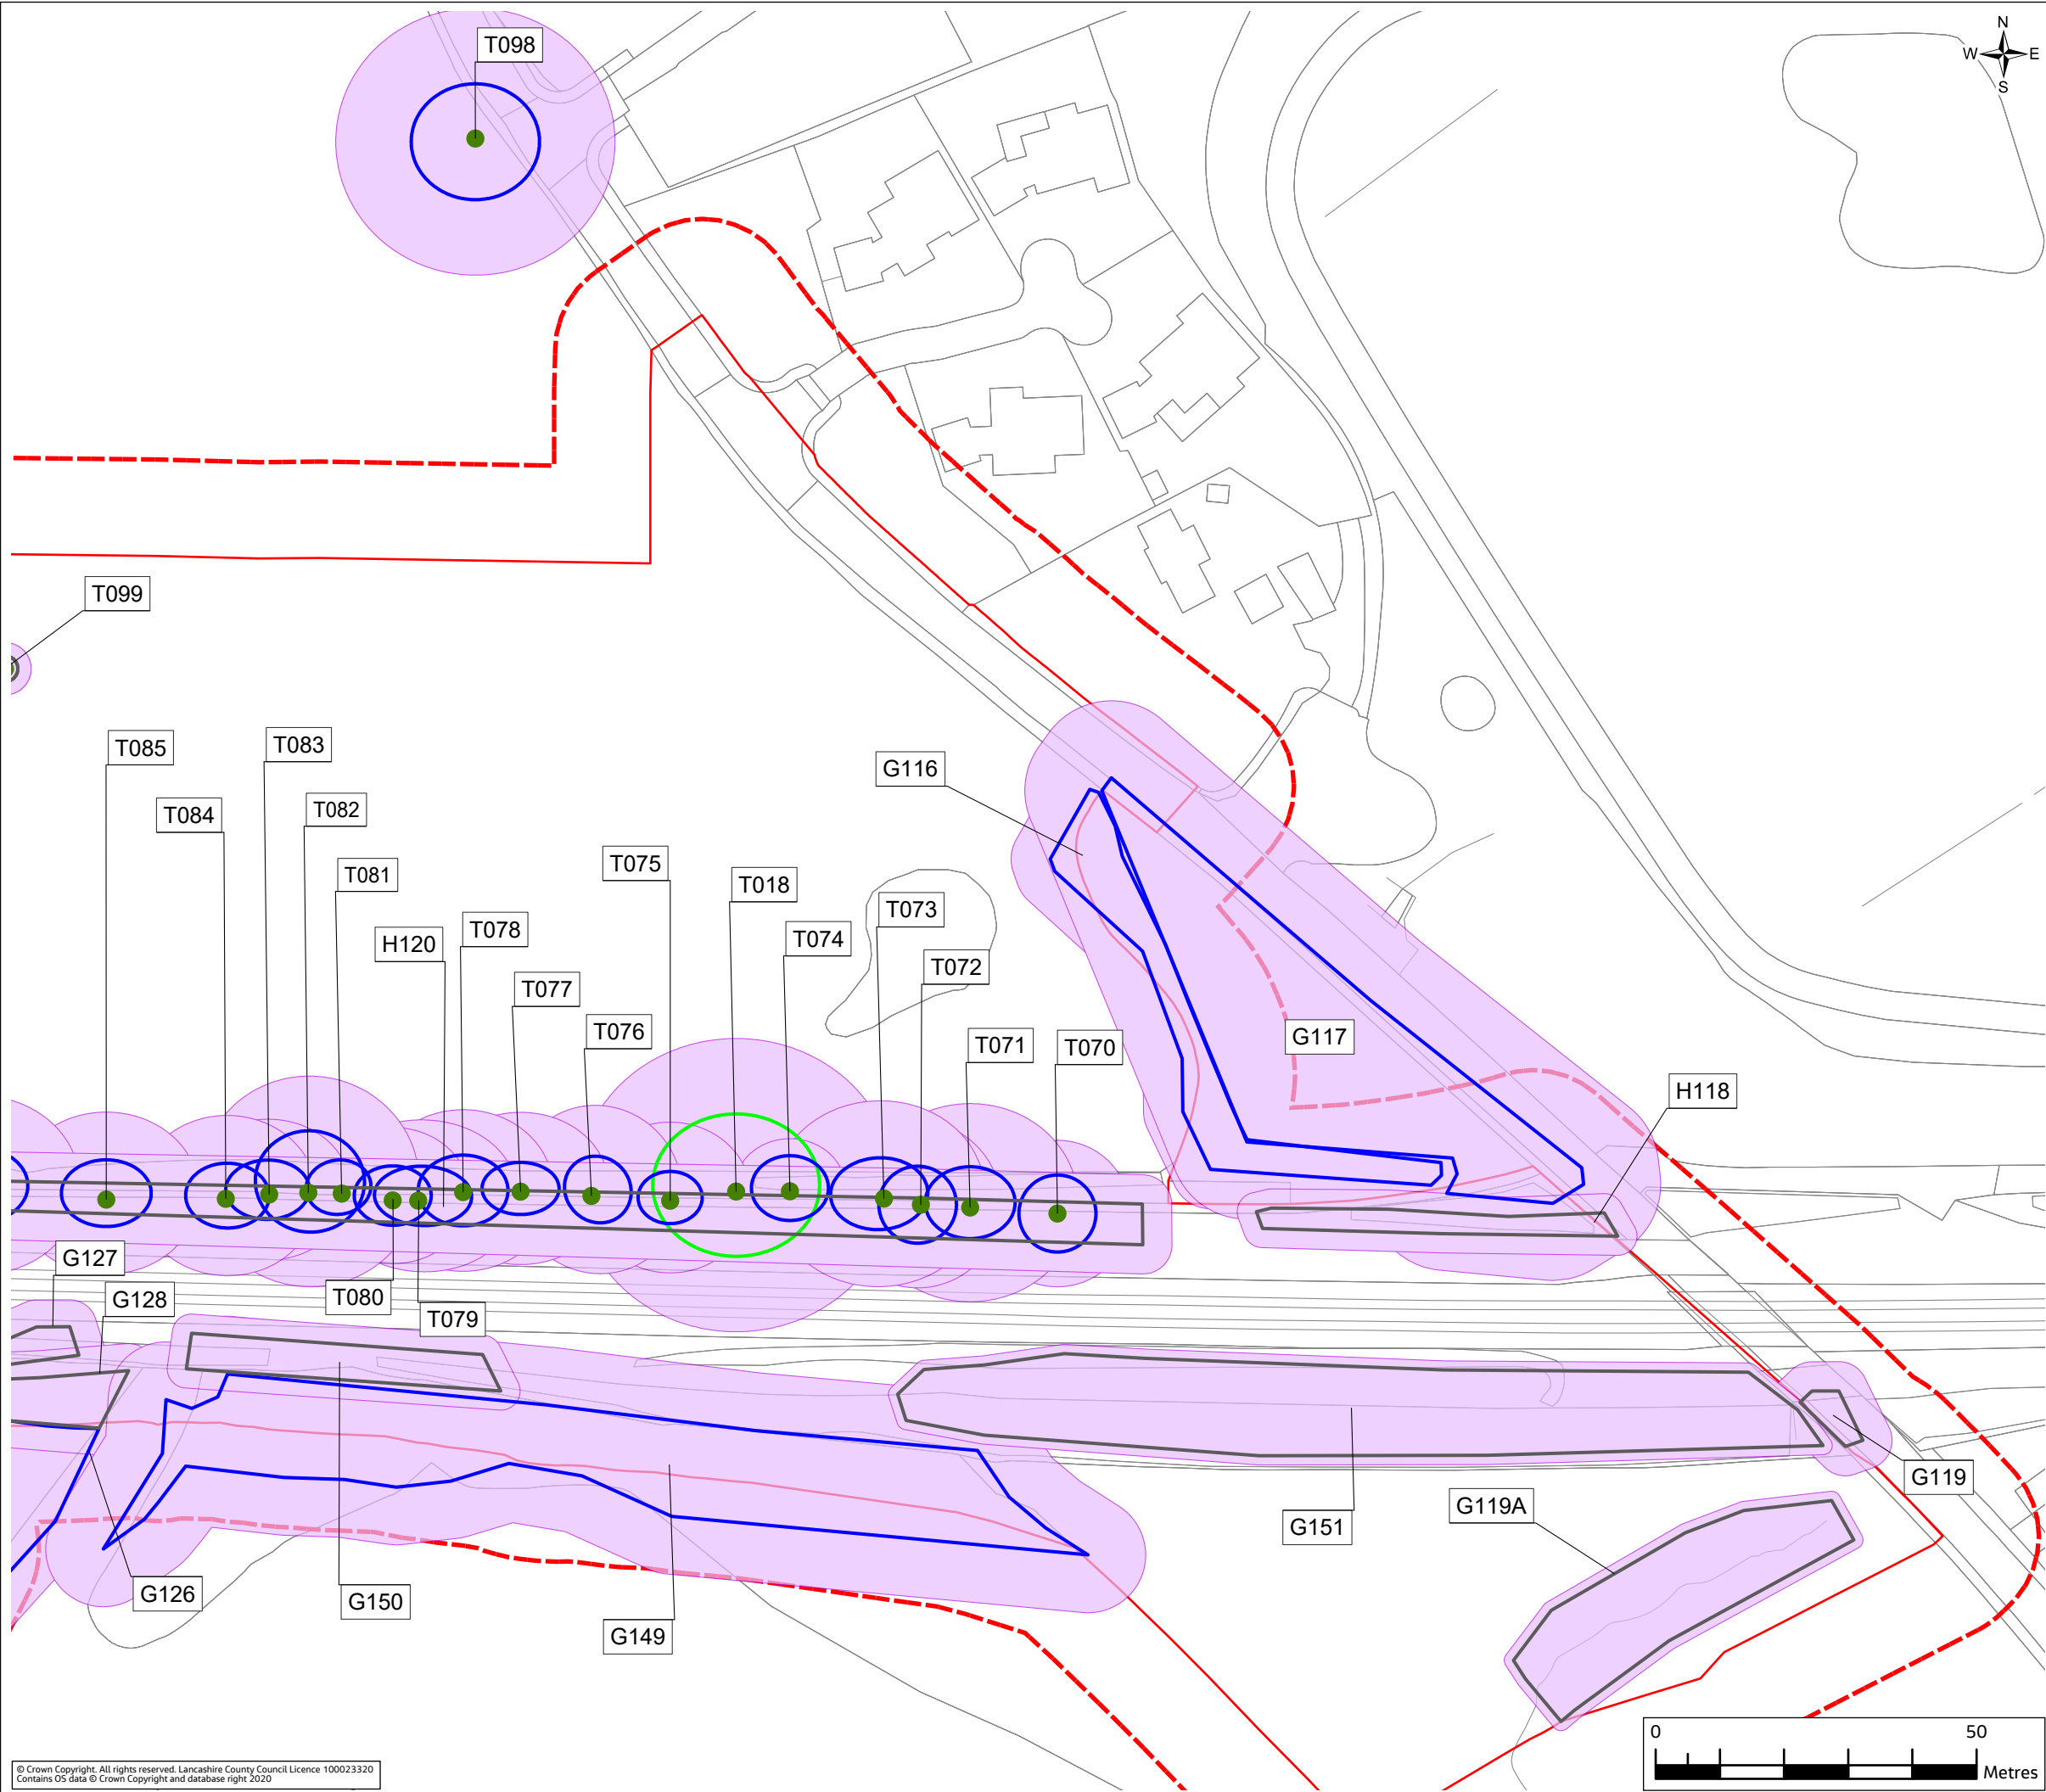 N
W E
S
T098
T099
T085
T083
T084
T082
T081
H120
T078
T077
T076
T075
T018
T074
T073
T072
T071
T070
G116
G117
H118
G127
G128
T080
T079
G126
G150
G149
G151
G119A
G119
0 50
Metres
© Crown Copyright. All rights reserved. Lancashire County Council Licence 100023320
Contains OS data © Crown Copyright and database right 2020